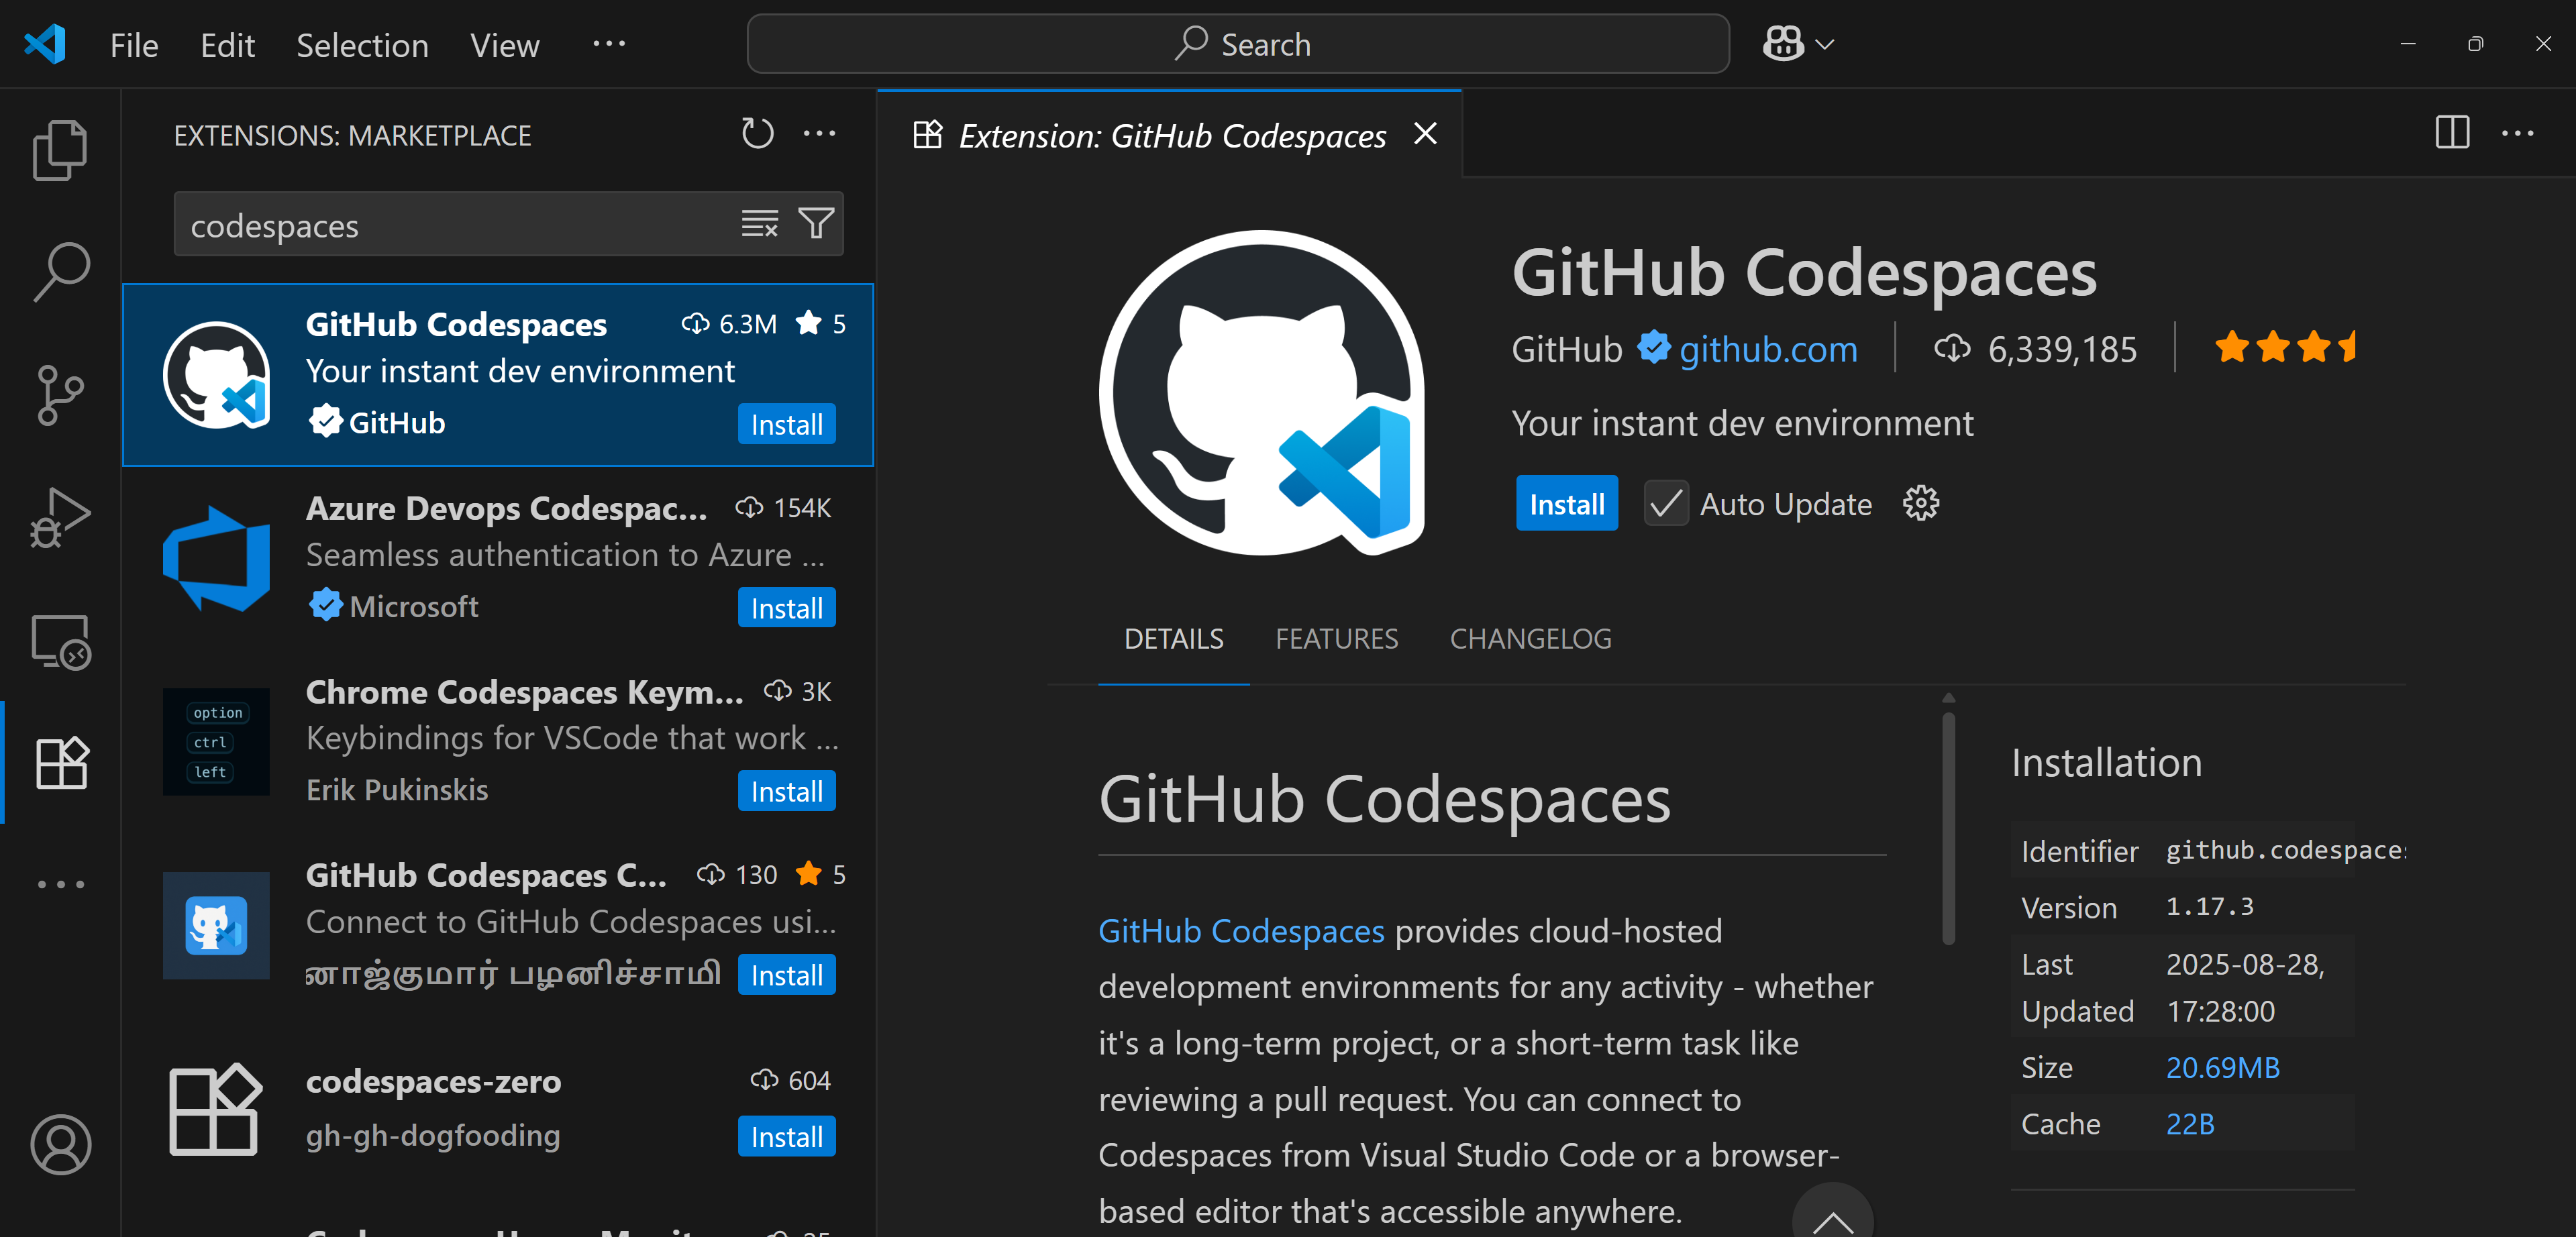 File Edit Selection View ...
Search
EXTENSIONS: MARKETPLACE
codespaces
GitHub Codespaces 6.3M 5
Your instant dev environment
GitHub Install
Azure Devops Codespac... 154K
Seamless authentication to Azure ...
Microsoft Install
option
ctrl
left
Chrome Codespaces Keym... 3K
Keybindings for VSCode that work ...
Erik Pukinskis Install
GitHub Codespaces C... 130 5
Connect to GitHub Codespaces usi...
னாஜ்குமார் பழனிச்சாமி Install
codespaces-zero 604
gh-gh-dogfooding Install
Extension: GitHub Codespaces
GitHub Codespaces
GitHub github.com 6,339,185
Your instant dev environment
Install Auto Update
DETAILS FEATURES CHANGELOG
GitHub Codespaces
GitHub Codespaces provides cloud-hosted
development environments for any activity - whether
it's a long-term project, or a short-term task like
reviewing a pull request. You can connect to
Codespaces from Visual Studio Code or a browser-
based editor that's accessible anywhere.
Installation
Identifier github.codespaces
Version 1.17.3
Last 2025-08-28,
Updated 17:28:00
Size 20.69MB
Cache 22B